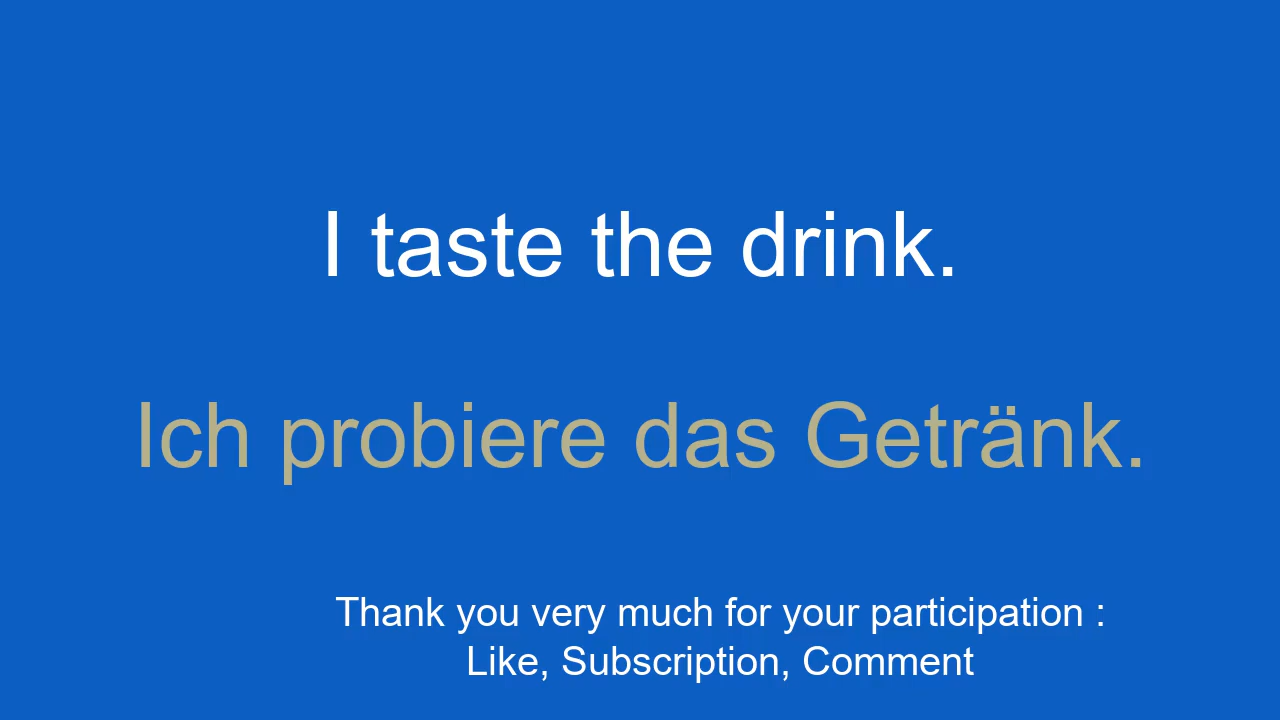 I taste the drink.
Ich probiere das Getränk.
Thank you very much for your participation :
Like, Subscription, Comment